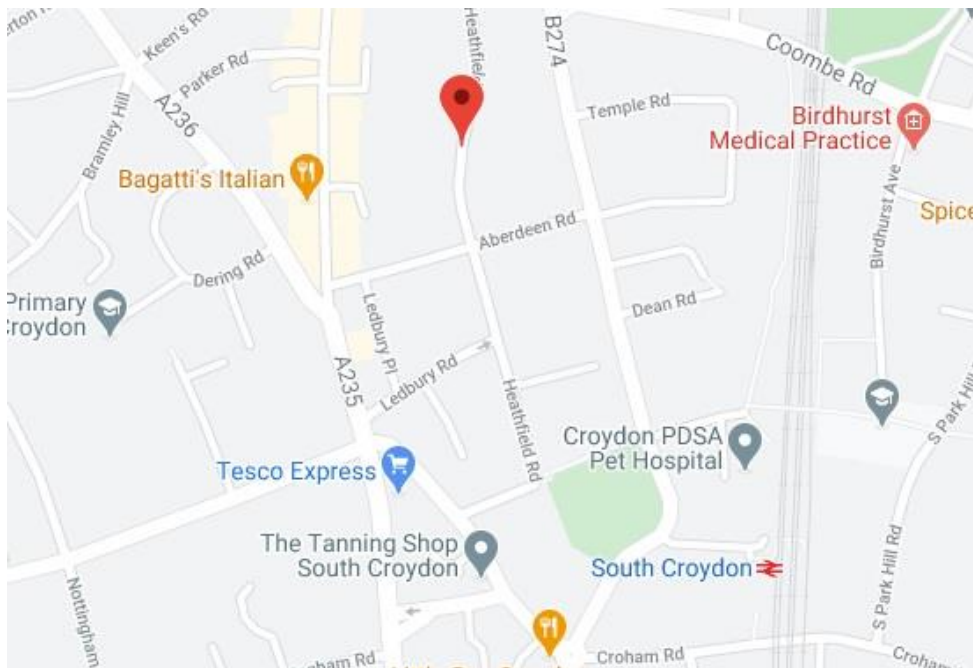 Keen's Rd
Parker Rd
Bramley Hill
A236
Heathfield
B274
Coombe Rd
Temple Rd
Birdhurst
Medical Practice
Bagatti's Italian
Birdhurst Ave
Spice
Aberdeen Rd
Dering Rd
Primary
Croydon
Ledbury Pl
Dean Rd
A235
Ledbury Rd
Heathfield Rd
S Park Hill
Croydon PDSA
Pet Hospital
Tesco Express
The Tanning Shop
South Croydon
South Croydon
S Park Hill Rd
Nottingham
Croham Rd
Croham